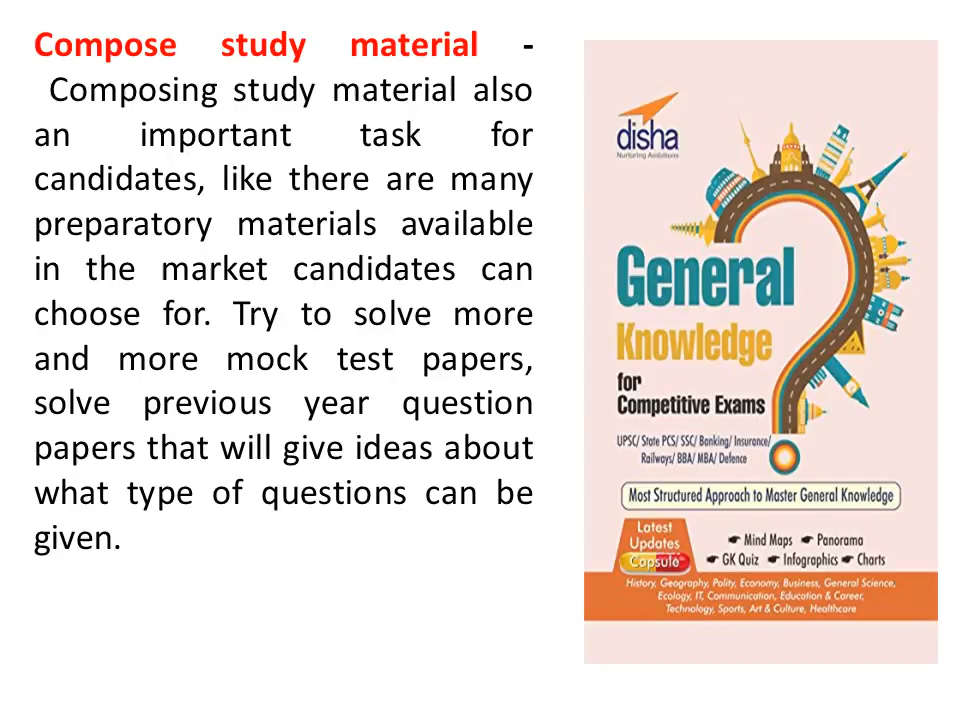 Compose study material -
Composing study material also
an important task for
candidates, like there are many
preparatory materials available
in the market candidates can
choose for. Try to solve more
and more mock test papers,
solve previous year question
papers that will give ideas about
what type of questions can be
given.
disha
Nurturing Ambitions
General
Knowledge
for
Competitive Exams
UPSC/ State PCS/ SSC/ Banking/ Insurance/
Railways/ BBA/ MBA/ Defence
Most Structured Approach to Master General Knowledge
Latest
Updates
Capsule
Mind Maps Panorama
GK Quiz Infographics Charts
History, Geography, Polity, Economy, Business, General Science,
Ecology, IT, Communication, Education & Career,
Technology, Sports, Art & Culture, Healthcare